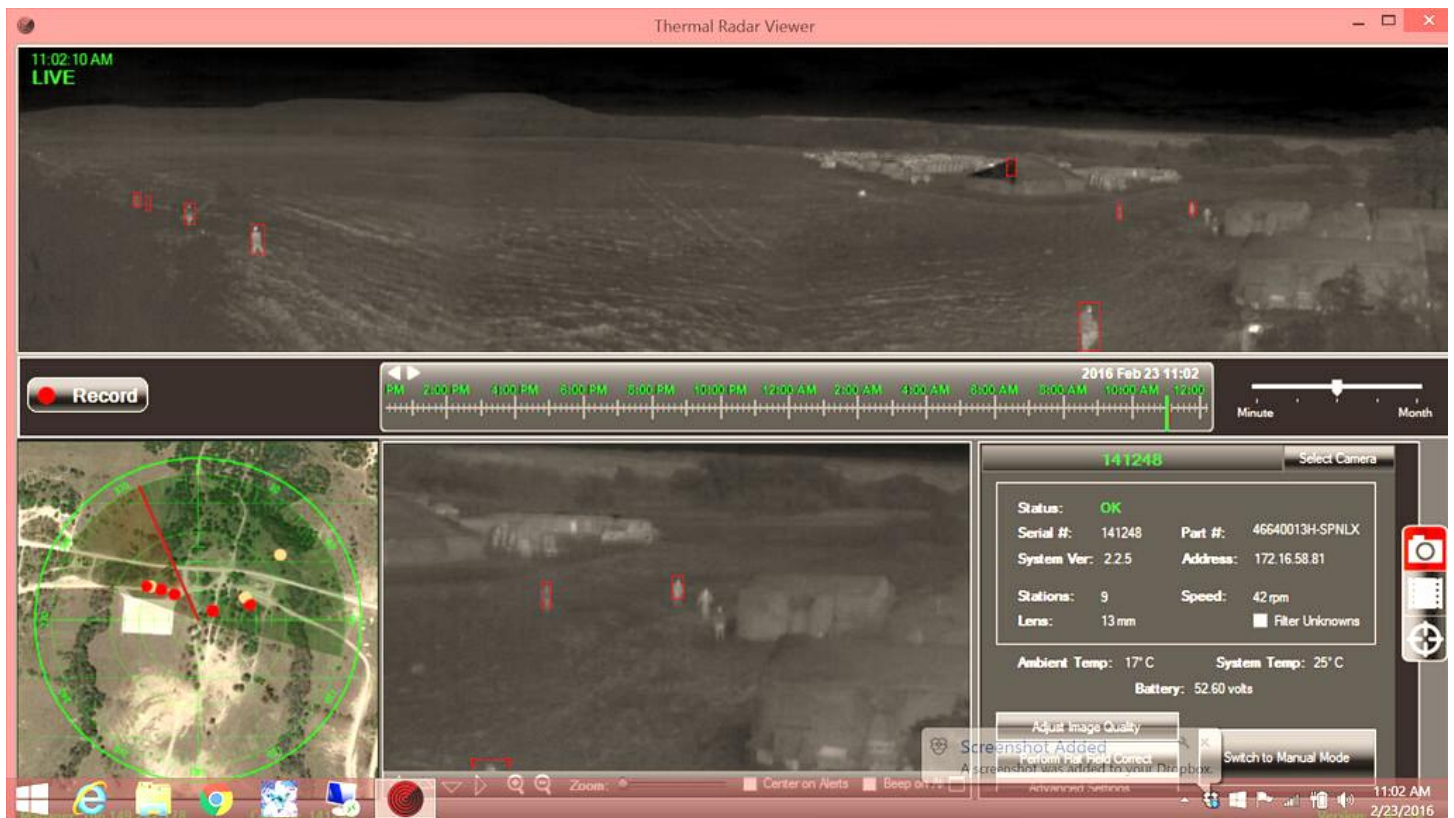 Thermal Radar Viewer
11:02:10 AM
LIVE
Record
2016 Feb 23 11:02
PM 2:00 PM 4:00 PM 6:00 PM 8:00 PM 10:00 PM 12:00 AM 2:00 AM 4:00 AM 6:00 AM 8:00 AM 10:00 AM 12:00
Minute Month
141248 Select Camera
Status: OK
Serial #: 141248 Part #: 46640013H-SPNLX
System Ver: 2.2.5 Address: 172.16.58.81
Stations: 9 Speed: 42 rpm
Lens: 13 mm Filter Unknowns
Ambient Temp: 17° C System Temp: 25° C
Battery: 52.60 volts
Adjust Image Quality
Screenshot Added
Perform Flat Field Correct Switch to Manual Mode
A screenshot was added to your Dropbox.
Zoom: Center on Alerts Beep on
Advanced Settings
11:02 AM
2/23/2016